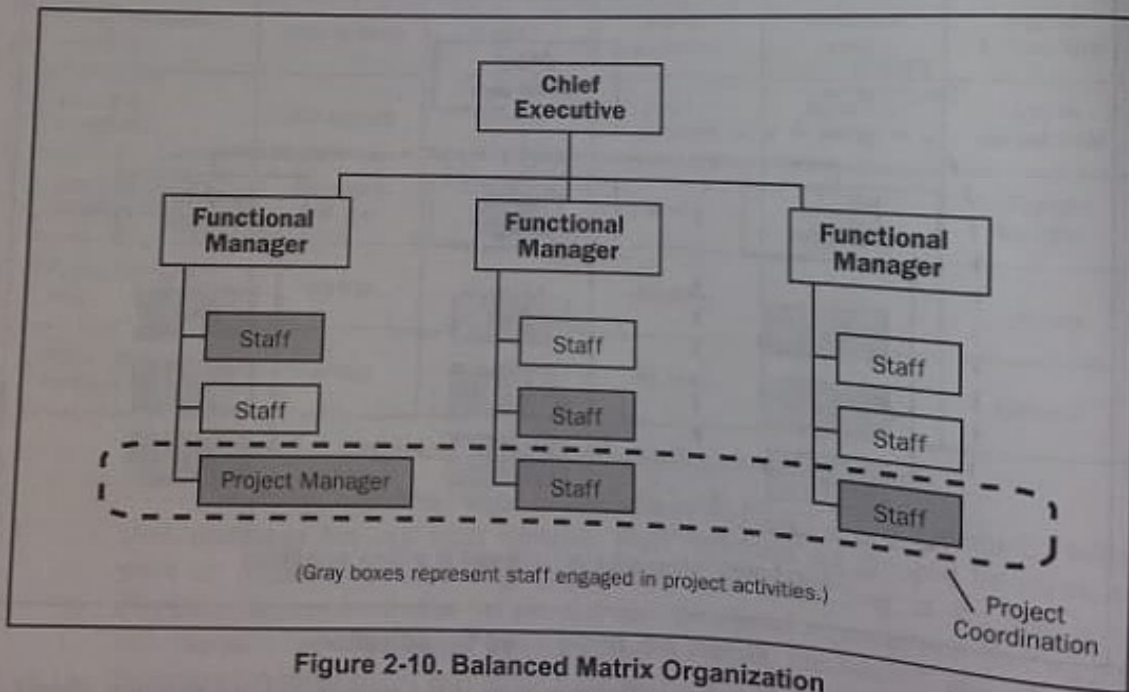 Chief
Executive
Functional
Manager
Functional
Manager
Functional
Manager
Staff
Staff
Project Manager
Staff
Staff
Staff
Staff
Staff
Staff
(Gray boxes represent staff engaged in project activities.)
Project
Coordination
Figure 2-10. Balanced Matrix Organization